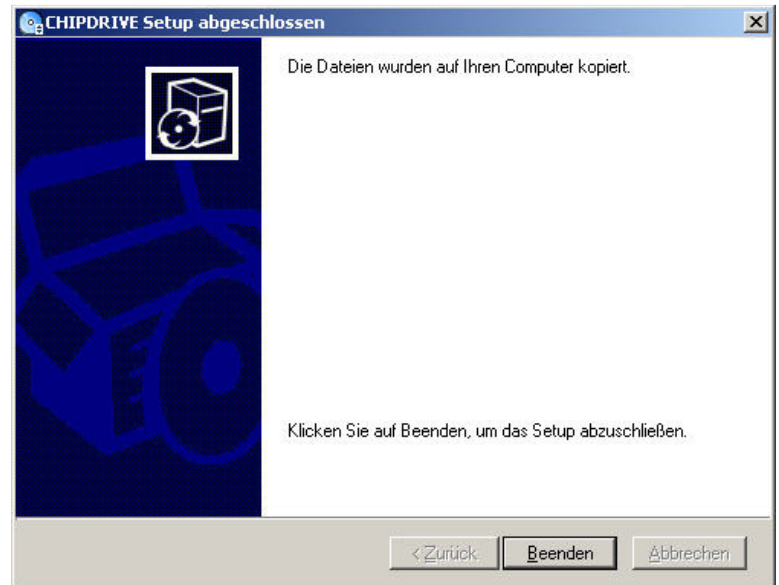 CHIPDRIVE Setup abgeschlossen
Die Dateien wurden auf Ihren Computer kopiert.
Klicken Sie auf Beenden, um das Setup abzuschließen.
< Zurück Beenden Abbrechen